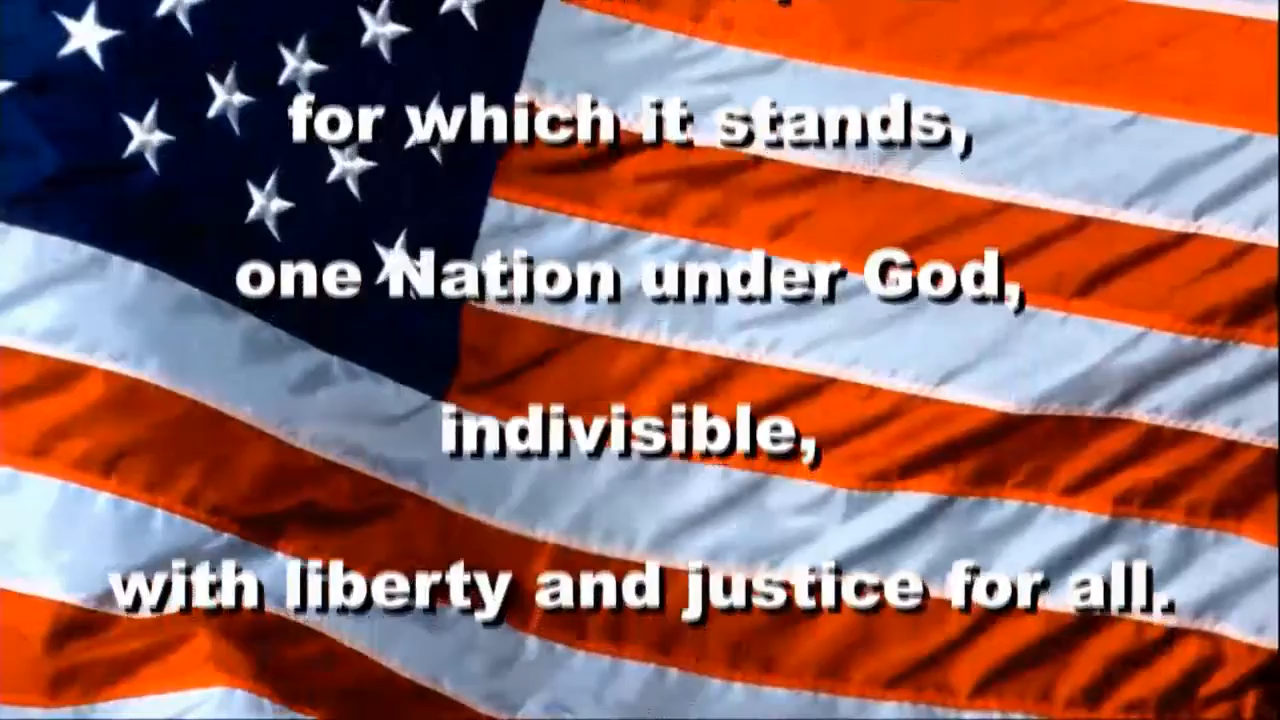 for which it stands,
one Nation under God,
indivisible,
with liberty and justice for all.